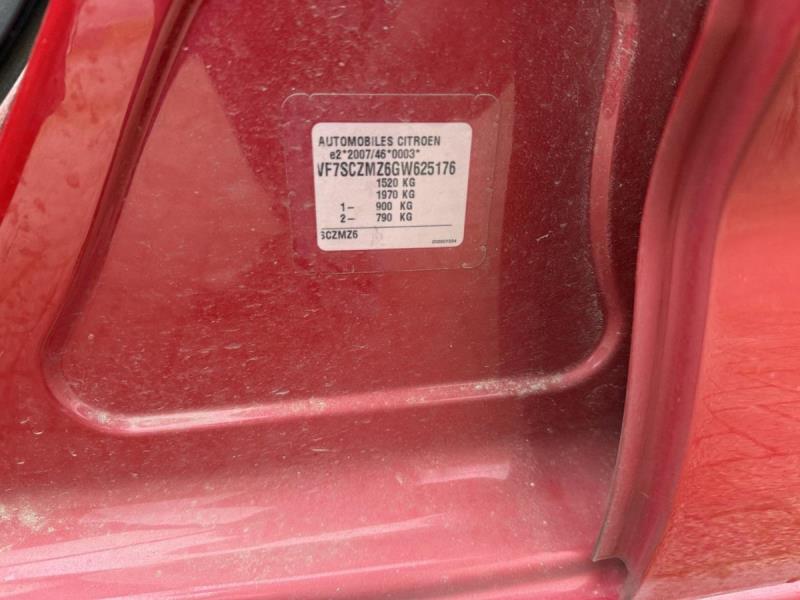 AUTOMOBILES CITROEN
e2*2007/46*0003*
VF7SCZMZ6GW625176
1520 KG
1970 KG
1– 900 KG
2– 790 KG
SCZMZ6